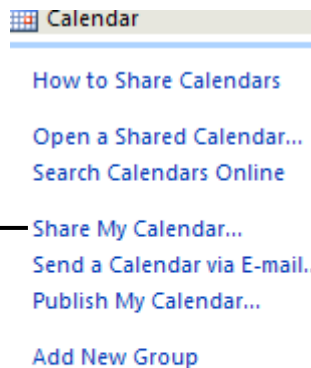 Calendar
How to Share Calendars
Open a Shared Calendar...
Search Calendars Online
Share My Calendar...
Send a Calendar via E-mail..
Publish My Calendar...
Add New Group